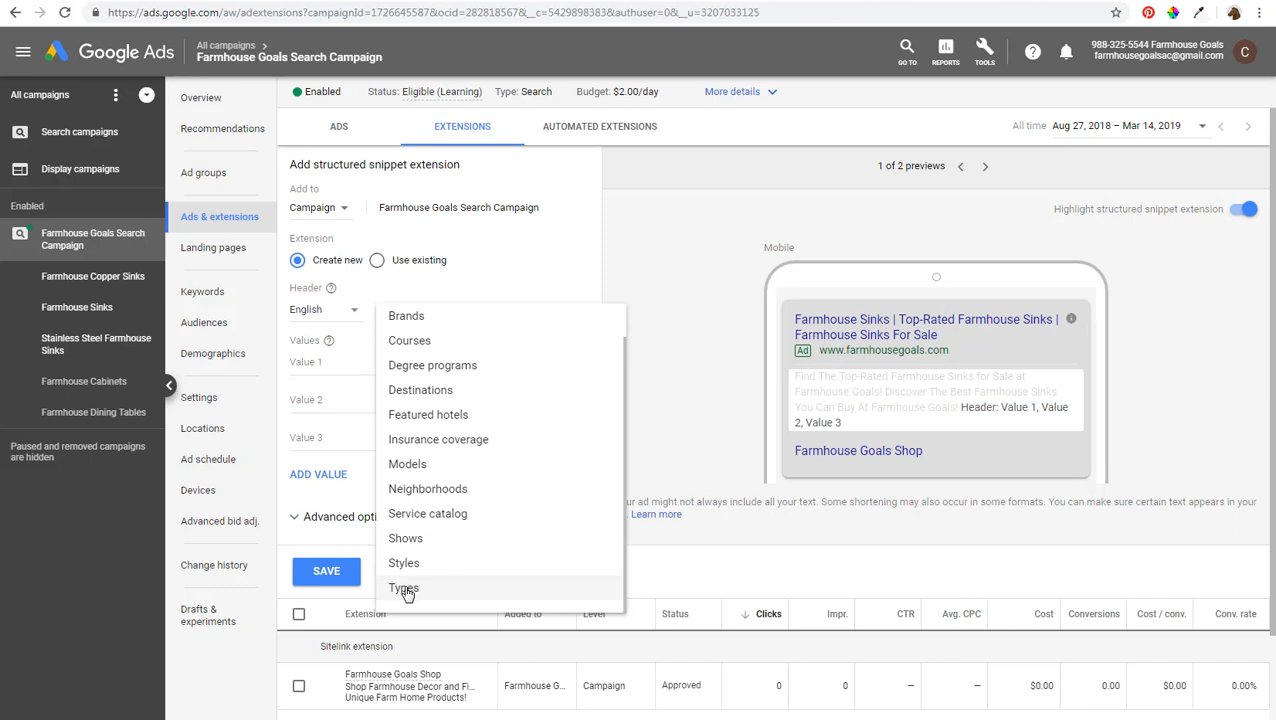 https://ads.google.com/aw/adextensions?campaignId=1726645587&ocid=282818567&__c=5429898383&authuser=0&__u=3207033125
Google Ads
All campaigns
Farmhouse Goals Search Campaign
GO TO
REPORTS
TOOLS
988-325-5544 Farmhouse Goals
farmhousegoalsac@gmail.com
C
All campaigns
Search campaigns
Display campaigns
Enabled
Farmhouse Goals Search
Campaign
Farmhouse Copper Sinks
Farmhouse Sinks
Stainless Steel Farmhouse
Sinks
Farmhouse Cabinets
Farmhouse Dining Tables
Paused and removed campaigns
are hidden
Overview
Recommendations
Ad groups
Ads & extensions
Landing pages
Keywords
Audiences
Demographics
Settings
Locations
Ad schedule
Devices
Advanced bid adj.
Change history
Drafts &
experiments
Enabled
Status: Eligible (Learning)
Type: Search
Budget: $2.00/day
More details
ADS
EXTENSIONS
AUTOMATED EXTENSIONS
All time
Aug 27, 2018 – Mar 14, 2019
Add structured snippet extension
Add to
Campaign
Farmhouse Goals Search Campaign
Extension
Create new
Use existing
Header
English
Values
Value 1
Value 2
Value 3
ADD VALUE
Advanced opti
SAVE
Brands
Courses
Degree programs
Destinations
Featured hotels
Insurance coverage
Models
Neighborhoods
Service catalog
Shows
Styles
Types
1 of 2 previews
Highlight structured snippet extension
Mobile
Farmhouse Sinks | Top-Rated Farmhouse Sinks |
Farmhouse Sinks For Sale
Ad
www.farmhousegoals.com
Find The Top-Rated Farmhouse Sinks for Sale at
Farmhouse Goals! Discover The Best Farmhouse Sinks
You Can Buy At Farmhouse Goals! Header: Value 1, Value
2, Value 3
Farmhouse Goals Shop
ur ad might not always include all your text. Some shortening may also occur in some formats. You can make sure certain text appears in your
Learn more
Extension
Added to
Level
Status
Clicks
Impr.
CTR
Avg. CPC
Cost
Conversions
Cost / conv.
Conv. rate
Sitelink extension
Farmhouse Goals Shop
Shop Farmhouse Decor and Fi...
Unique Farm Home Products!
Farmhouse G...
Campaign
Approved
0
0
—
—
$0.00
0.00
$0.00
0.00%